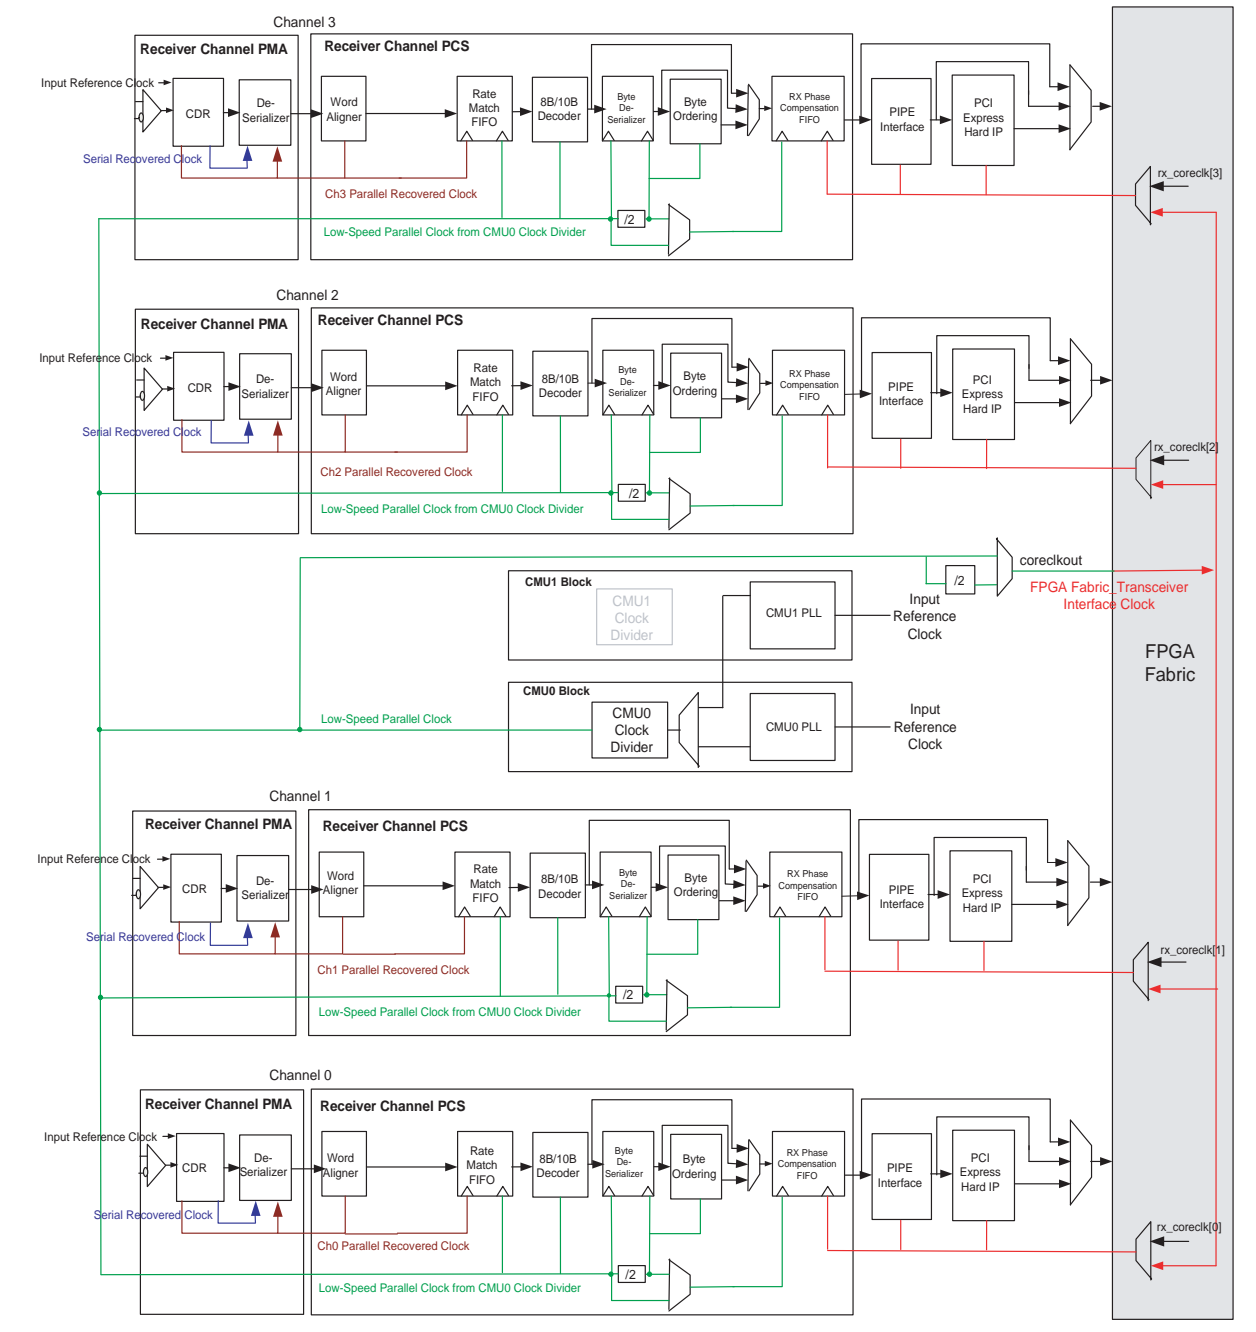 Channel 3
Receiver Channel PMA
Receiver Channel PCS
Input Reference Clock
CDR
De-
Serializer
Word
Aligner
Rate
Match
FIFO
8B/10B
Decoder
Byte
De-
Serializer
Byte
Ordering
RX Phase
Compensation
FIFO
PIPE
Interface
PCI
Express
Hard IP
Serial Recovered Clock
Ch3 Parallel Recovered Clock
rx_coreclk[3]
/2
Low-Speed Parallel Clock from CMU0 Clock Divider
Channel 2
Receiver Channel PMA
Receiver Channel PCS
Input Reference Clock
CDR
De-
Serializer
Word
Aligner
Rate
Match
FIFO
8B/10B
Decoder
Byte
De-
Serializer
Byte
Ordering
RX Phase
Compensation
FIFO
PIPE
Interface
PCI
Express
Hard IP
Serial Recovered Clock
Ch2 Parallel Recovered Clock
rx_coreclk[2]
/2
Low-Speed Parallel Clock from CMU0 Clock Divider
coreclkout
/2
FPGA Fabric_Transceiver
Interface Clock
CMU1 Block
CMU1
Clock
Divider
CMU1 PLL
Input
Reference
Clock
FPGA
Fabric
CMU0 Block
CMU0
Clock
Divider
CMU0 PLL
Input
Reference
Clock
Low-Speed Parallel Clock
Channel 1
Receiver Channel PMA
Receiver Channel PCS
Input Reference Clock
CDR
De-
Serializer
Word
Aligner
Rate
Match
FIFO
8B/10B
Decoder
Byte
De-
Serializer
Byte
Ordering
RX Phase
Compensation
FIFO
PIPE
Interface
PCI
Express
Hard IP
Serial Recovered Clock
Ch1 Parallel Recovered Clock
rx_coreclk[1]
/2
Low-Speed Parallel Clock from CMU0 Clock Divider
Channel 0
Receiver Channel PMA
Receiver Channel PCS
Input Reference Clock
CDR
De-
Serializer
Word
Aligner
Rate
Match
FIFO
8B/10B
Decoder
Byte
De-
Serializer
Byte
Ordering
RX Phase
Compensation
FIFO
PIPE
Interface
PCI
Express
Hard IP
Serial Recovered Clock
Ch0 Parallel Recovered Clock
rx_coreclk[0]
/2
Low-Speed Parallel Clock from CMU0 Clock Divider